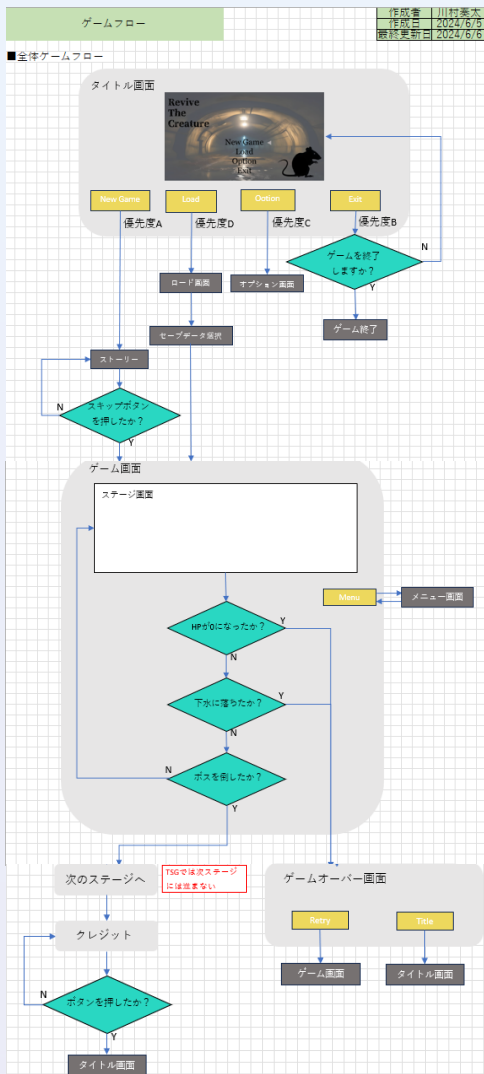 ゲームフロー
作成者 川村奏太
作成日 2024/6/5
最終更新日 2024/6/6
■全体ゲームフロー
タイトル画面
Revive
The
Creature
New Game
Load
Option
Exit
New Game
Load
Option
Exit
優先度A
優先度D
優先度C
優先度B
ゲームを終了
しますか？
N
Y
ロード画面
オプション画面
ゲーム終了
セーブデータ選択
ストーリー
スキップボタン
を押したか？
N
Y
ゲーム画面
ステージ画面
Menu
メニュー画面
HPが0になったか？
Y
N
下水に落ちたか？
Y
N
ボスを倒したか？
N
Y
次のステージへ
TSGでは次ステージ
には進まない
ゲームオーバー画面
Retry
Title
クレジット
ゲーム画面
タイトル画面
ボタンを押したか？
N
Y
タイトル画面